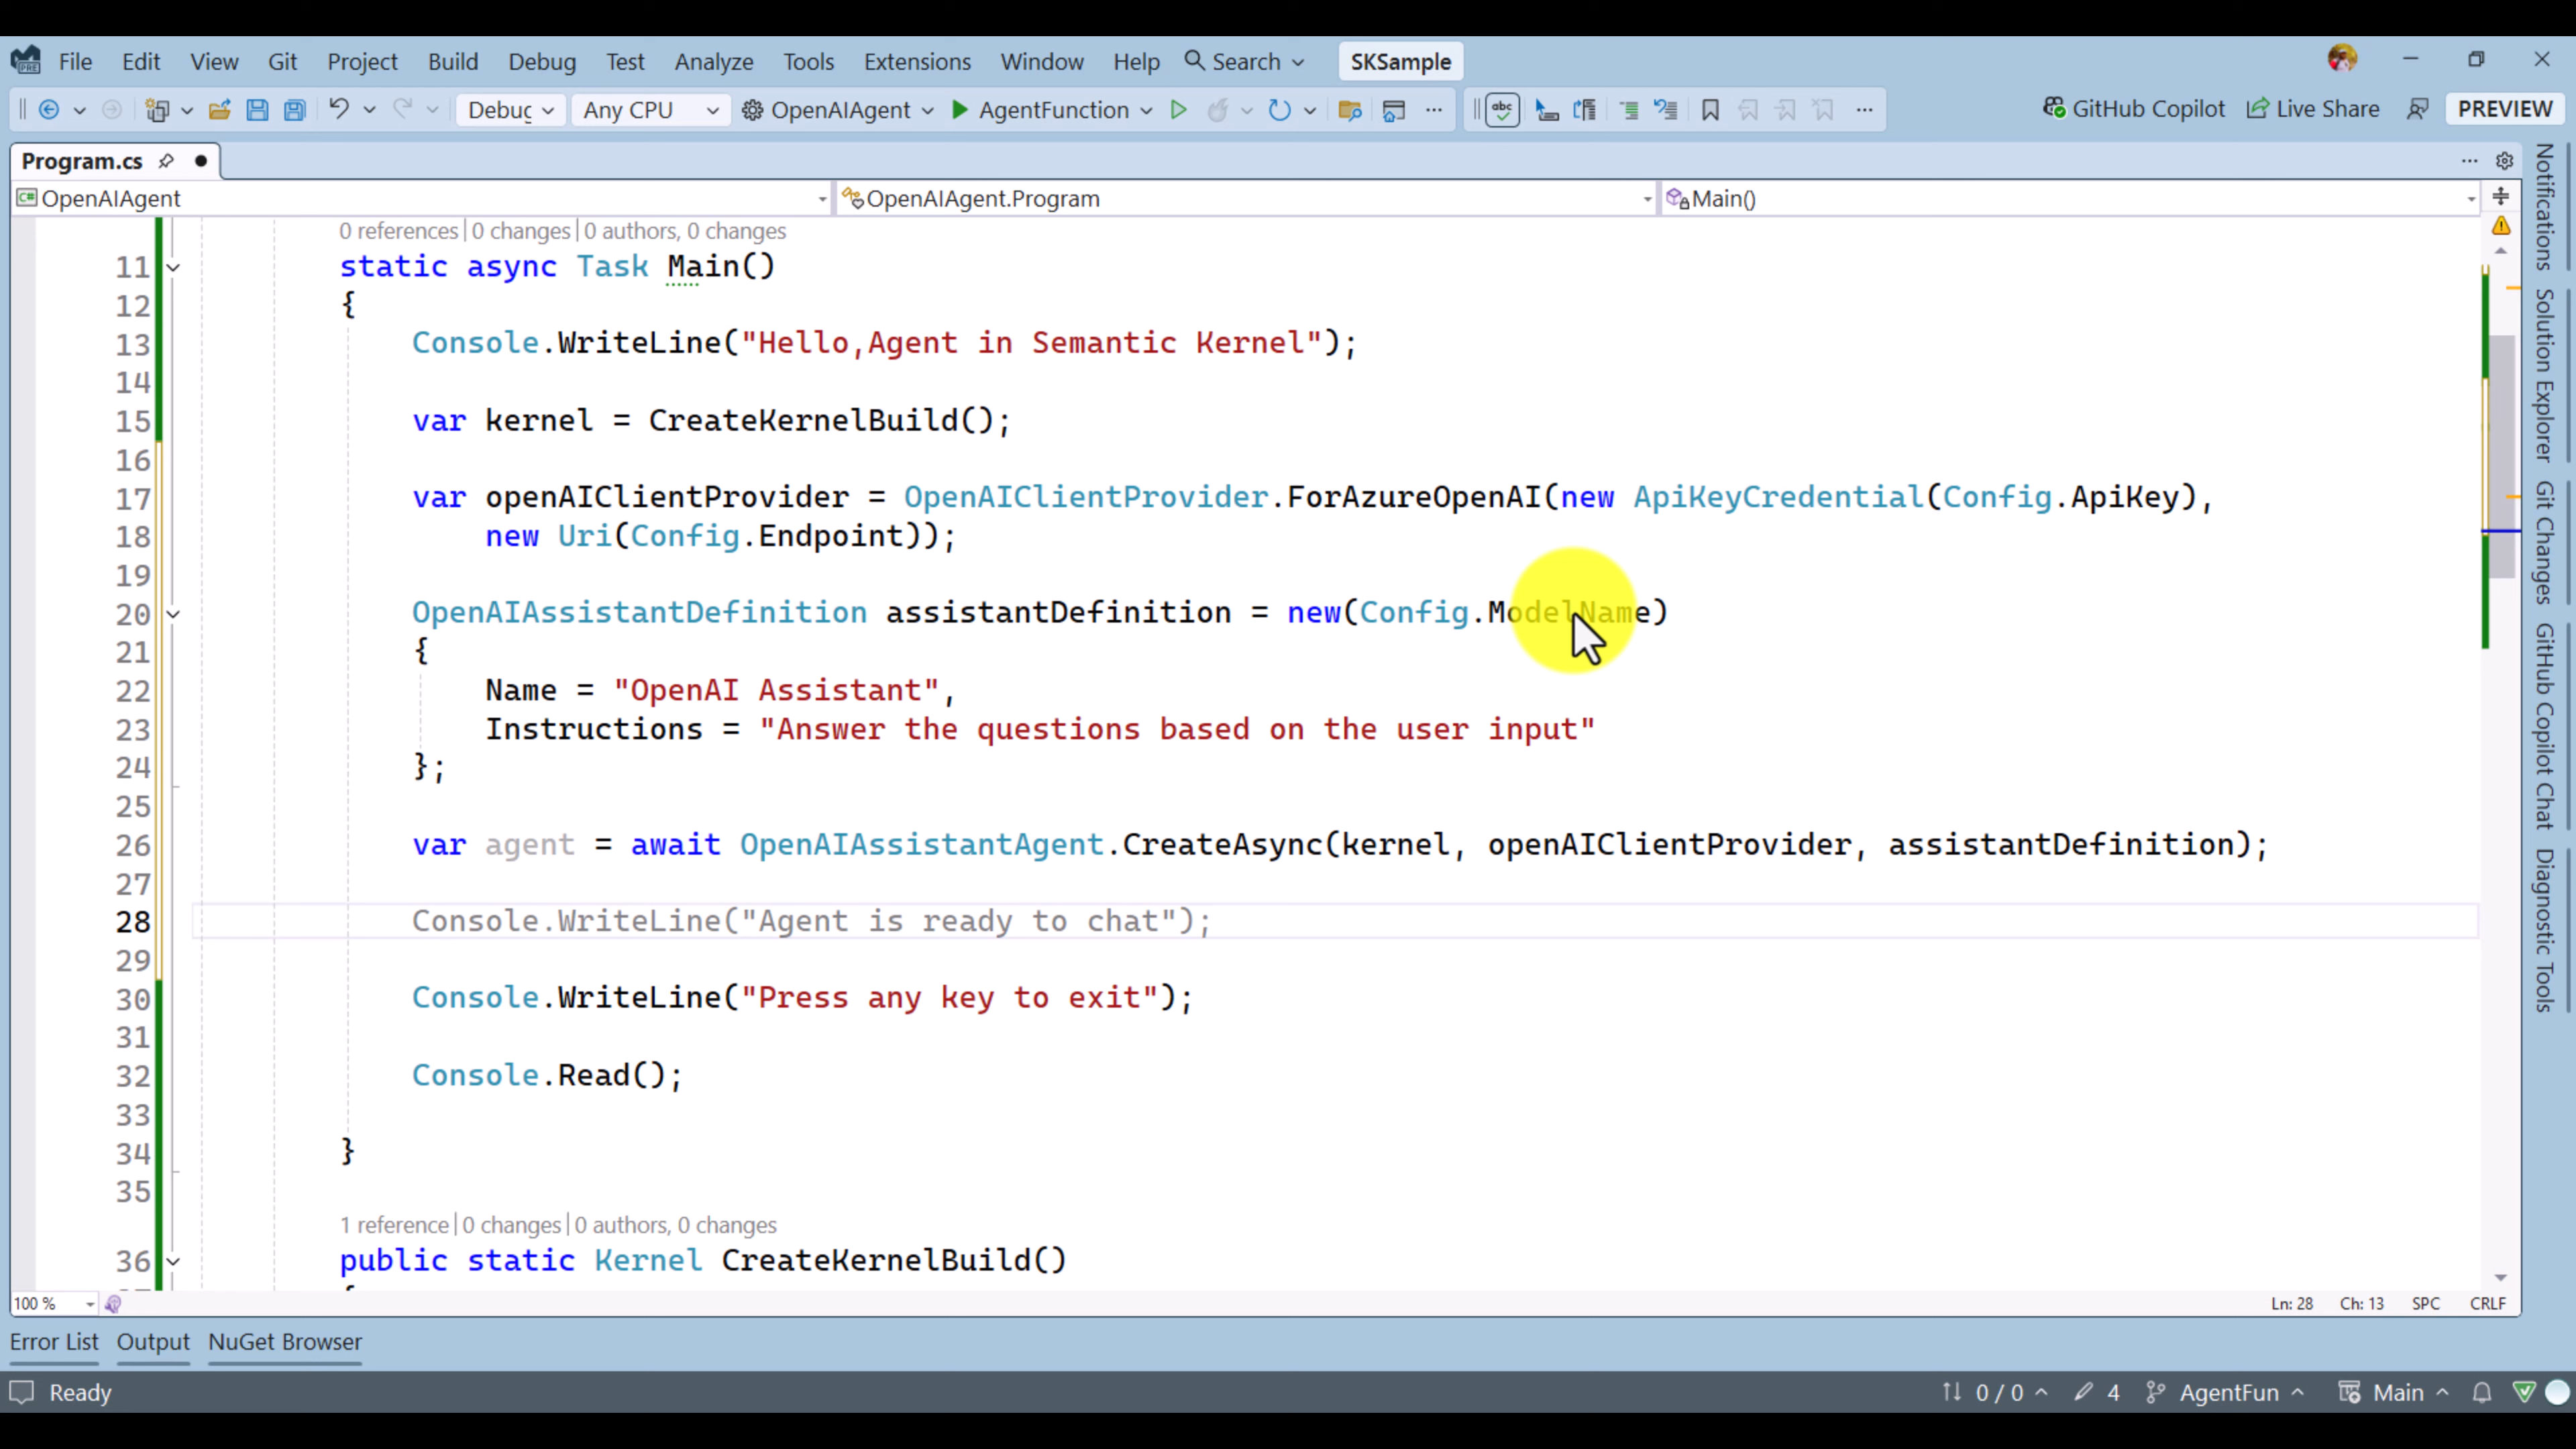 File Edit View Git Project Build Debug Test Analyze Tools Extensions Window Help Search SKSample
Debug Any CPU OpenAIAgent AgentFunction GitHub Copilot Live Share PREVIEW
Program.cs
OpenAIAgent OpenAIAgent.Program Main()
0 references | 0 changes | 0 authors, 0 changes
11 static async Task Main()
12 {
13 Console.WriteLine("Hello,Agent in Semantic Kernel");
14
15 var kernel = CreateKernelBuild();
16
17 var openAIClientProvider = OpenAIClientProvider.ForAzureOpenAI(new ApiKeyCredential(Config.ApiKey),
18 new Uri(Config.Endpoint));
19
20 OpenAIAssistantDefinition assistantDefinition = new(Config.ModelName)
21 {
22 Name = "OpenAI Assistant",
23 Instructions = "Answer the questions based on the user input"
24 };
25
26 var agent = await OpenAIAssistantAgent.CreateAsync(kernel, openAIClientProvider, assistantDefinition);
27
28 Console.WriteLine("Agent is ready to chat");
29
30 Console.WriteLine("Press any key to exit");
31
32 Console.Read();
33
34 }
35
1 reference | 0 changes | 0 authors, 0 changes
36 public static Kernel CreateKernelBuild()
100 % Ln: 28 Ch: 13 SPC CRLF
Error List Output NuGet Browser
Ready 0 / 0 4 AgentFun Main
Notifications
Solution Explorer
Git Changes
GitHub Copilot Chat
Diagnostic Tools